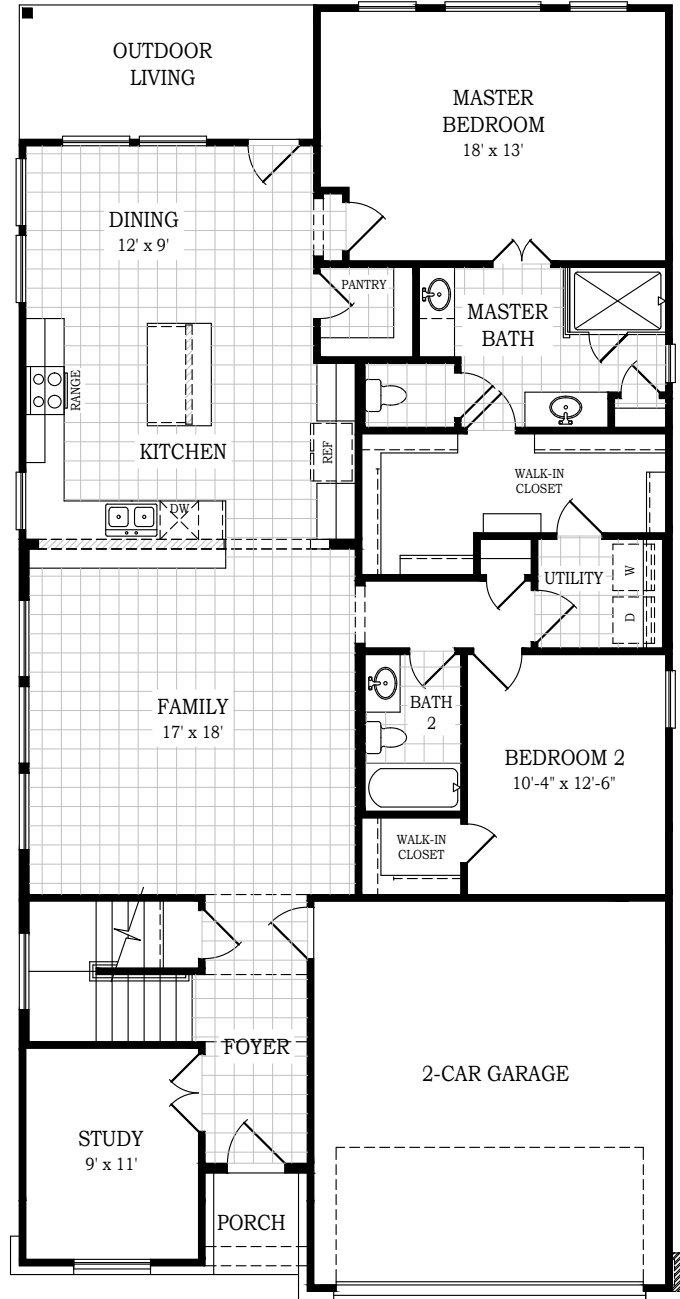 OUTDOOR
LIVING
MASTER
BEDROOM
18' x 13'
DINING
12' x 9'
PANTRY
MASTER
BATH
RANGE
KITCHEN
REF
DW
WALK-IN
CLOSET
UTILITY
W
D
FAMILY
17' x 18'
BATH
2
BEDROOM 2
10'-4" x 12'-6"
WALK-IN
CLOSET
FOYER
2-CAR GARAGE
STUDY
9' x 11'
PORCH